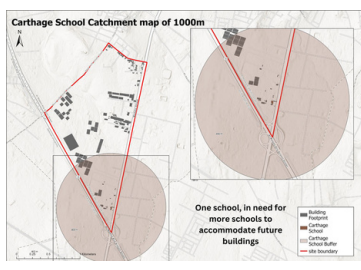 Carthage School Catchment map of 1000m
N
One school, in need for
more schools to
accommodate future
buildings
Building
Footprint
Carthage
School
Carthage
School Buffer
site boundary